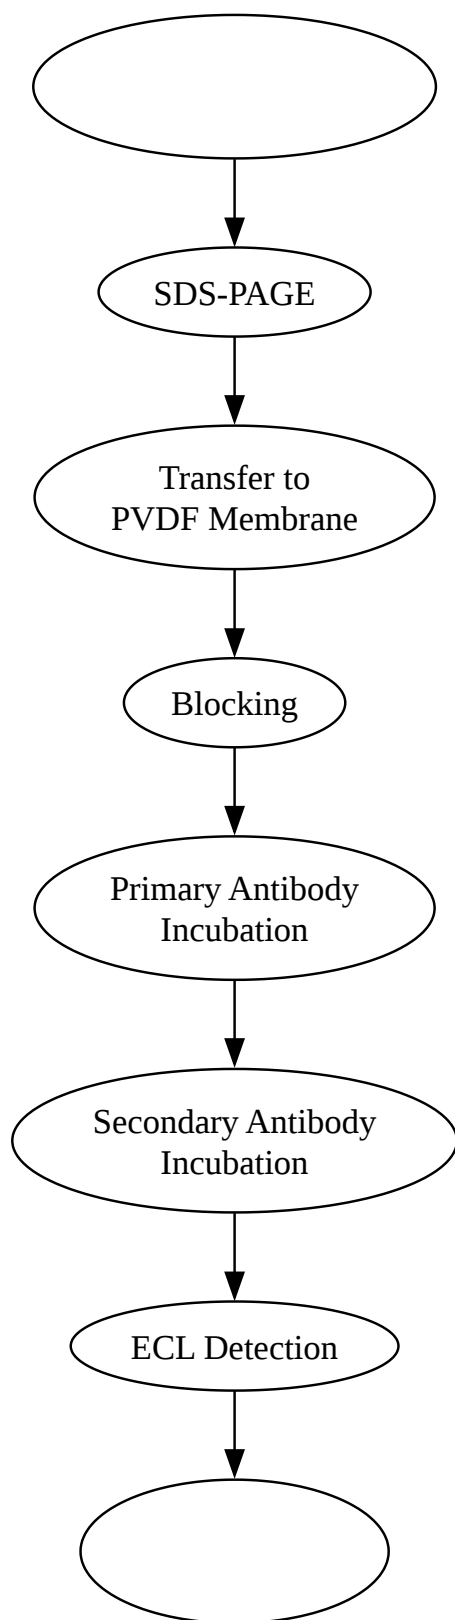 SDS-PAGE
Transfer to
PVDF Membrane
Blocking
Primary Antibody
Incubation
Secondary Antibody
Incubation
ECL Detection